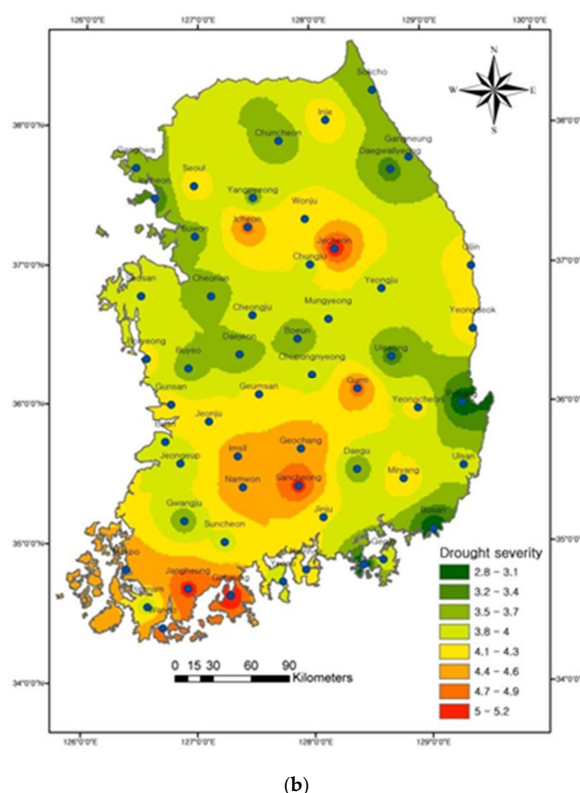 126°0'0"E 127°0'0"E 128°0'0"E 129°0'0"E 130°0'0"E
N
W E
S
Sokcho
38°0'0"N Inje 38°0'0"N
Chuncheon
Gangneung
Daegwallyeong
Seoul
Yangpyeong
Wonju
Icheon
Suwon Jecheon
37°0'0"N Chungju 37°0'0"N
Uljin
Cheonan Yeongju
Cheongju Mungyeong Yeongdeok
Boeun
Daejeon
Buyeo Uiseong
Chupongnyeong
Gumi
36°0'0"N Gunsan Geumsan 36°0'0"N
Jeonju Yeongcheon
Imsil Geochang
Jeongeup Daegu Ulsan
Namwon Sancheong Miryang
Gwangju
Jinju Busan
Suncheon
35°0'0"N 35°0'0"N
Jangheung
Drought severity
2.8 – 3.1
3.2 – 3.4
3.5 – 3.7
3.8 – 4
4.1 – 4.3
4.4 – 4.6
4.7 – 4.9
5 – 5.2
0 15 30 60 90
Kilometers
34°0'0"N 34°0'0"N
126°0'0"E 127°0'0"E 128°0'0"E 129°0'0"E
(b)